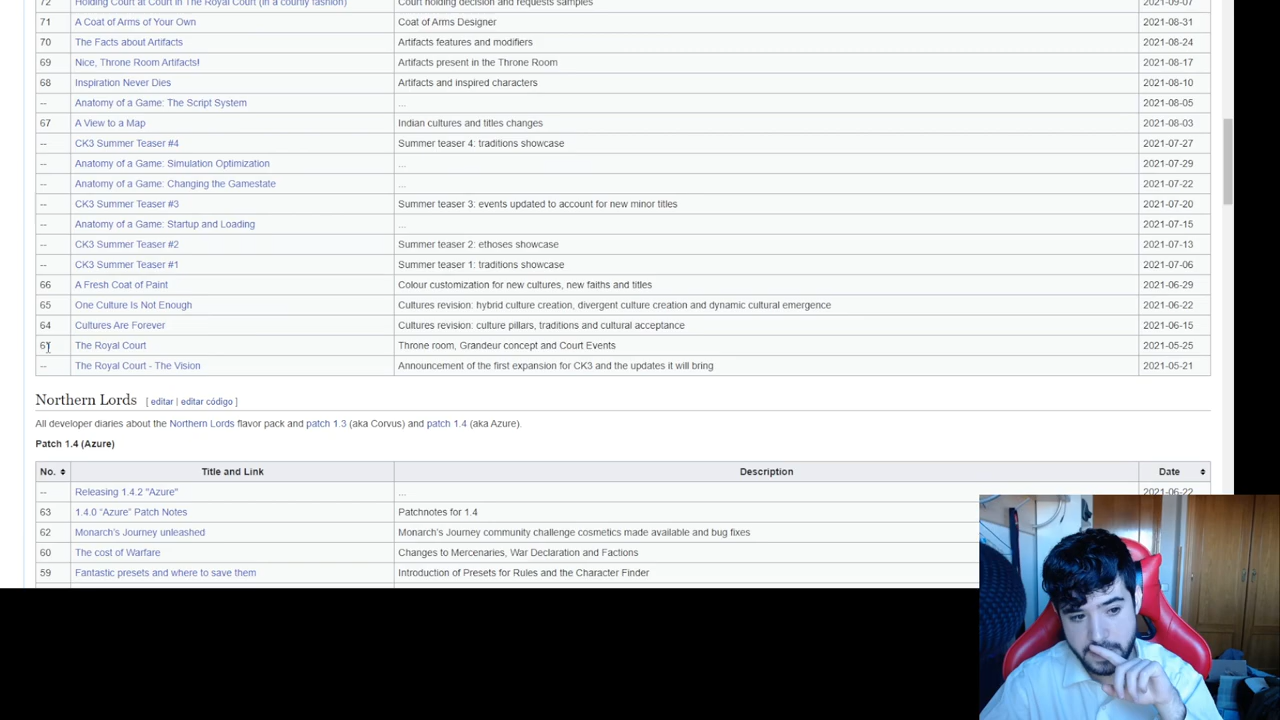 72 Holding Court at Court in The Royal Court (in a courtly fashion) Court holding decision and requests samples 2021-09-07
71 A Coat of Arms of Your Own Coat of Arms Designer 2021-08-31
70 The Facts about Artifacts Artifacts features and modifiers 2021-08-24
69 Nice, Throne Room Artifacts! Artifacts present in the Throne Room 2021-08-17
68 Inspiration Never Dies Artifacts and inspired characters 2021-08-10
-- Anatomy of a Game: The Script System ... 2021-08-05
67 A View to a Map Indian cultures and titles changes 2021-08-03
-- CK3 Summer Teaser #4 Summer teaser 4: traditions showcase 2021-07-27
-- Anatomy of a Game: Simulation Optimization ... 2021-07-29
-- Anatomy of a Game: Changing the Gamestate ... 2021-07-22
-- CK3 Summer Teaser #3 Summer teaser 3: events updated to account for new minor titles 2021-07-20
-- Anatomy of a Game: Startup and Loading ... 2021-07-15
-- CK3 Summer Teaser #2 Summer teaser 2: ethoses showcase 2021-07-13
-- CK3 Summer Teaser #1 Summer teaser 1: traditions showcase 2021-07-06
66 A Fresh Coat of Paint Colour customization for new cultures, new faiths and titles 2021-06-29
65 One Culture Is Not Enough Cultures revision: hybrid culture creation, divergent culture creation and dynamic cultural emergence 2021-06-22
64 Cultures Are Forever Cultures revision: culture pillars, traditions and cultural acceptance 2021-06-15
The Royal Court Throne room, Grandeur concept and Court Events 2021-05-25
-- The Royal Court - The Vision Announcement of the first expansion for CK3 and the updates it will bring 2021-05-21
Northern Lords [ editar | editar código ]
All developer diaries about the Northern Lords flavor pack and patch 1.3 (aka Corvus) and patch 1.4 (aka Azure).
Patch 1.4 (Azure)
No. Title and Link Description Date
-- Releasing 1.4.2 "Azure" ... 2021-06-22
63 1.4.0 "Azure" Patch Notes Patchnotes for 1.4
62 Monarch's Journey unleashed Monarch's Journey community challenge cosmetics made available and bug fixes
60 The cost of Warfare Changes to Mercenaries, War Declaration and Factions
59 Fantastic presets and where to save them Introduction of Presets for Rules and the Character Finder